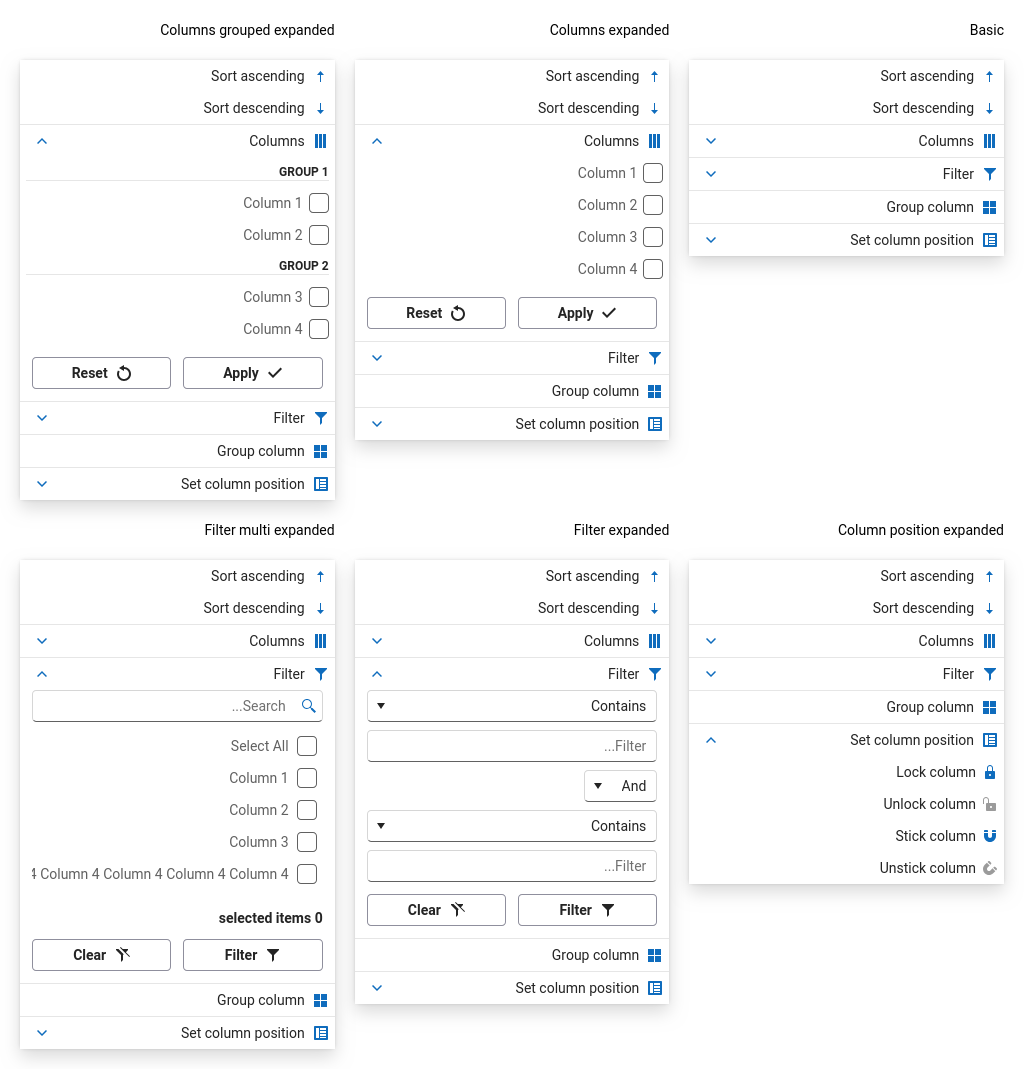 Basic
Sort ascending
Sort descending
Columns
Filter
Group column
Set column position
Columns expanded
Sort ascending
Sort descending
Columns
Column 1
Column 2
Column 3
Column 4
Apply
Reset
Filter
Group column
Set column position
Columns grouped expanded
Sort ascending
Sort descending
Columns
GROUP 1
Column 1
Column 2
GROUP 2
Column 3
Column 4
Apply
Reset
Filter
Group column
Set column position
Column position expanded
Sort ascending
Sort descending
Columns
Filter
Group column
Set column position
Lock column
Unlock column
Stick column
Unstick column
Filter expanded
Sort ascending
Sort descending
Columns
Filter
Contains
...Filter
And
Contains
...Filter
Filter
Clear
Group column
Set column position
Filter multi expanded
Sort ascending
Sort descending
Columns
Filter
...Search
Select All
Column 1
Column 2
Column 3
Column 4 Column 4 Column 4 Column 4
selected items 0
Filter
Clear
Group column
Set column position